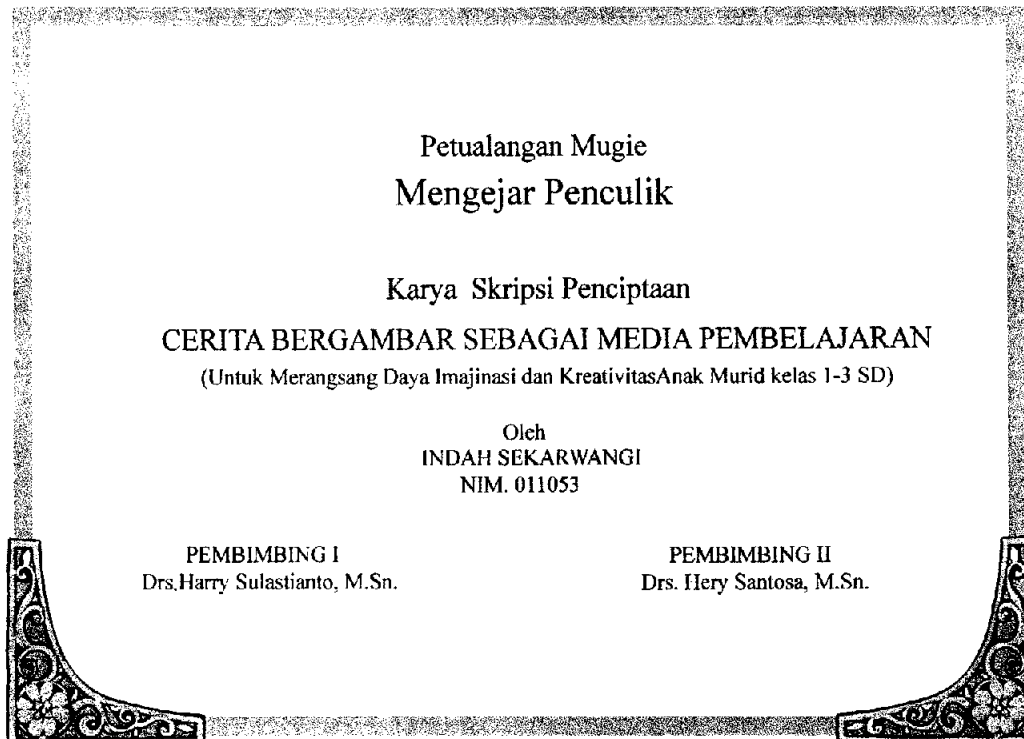 Petualangan Mugie
Mengejar Penculik
Karya Skripsi Penciptaan
CERITA BERGAMBAR SEBAGAI MEDIA PEMBELAJARAN
(Untuk Merangsang Daya Imajinasi dan KreativitasAnak Murid kelas 1-3 SD)
Oleh
INDAH SEKARWANGI
NIM. 011053
PEMBIMBING I
Drs.Harry Sulastianto, M.Sn.
PEMBIMBING II
Drs. Hery Santosa, M.Sn.